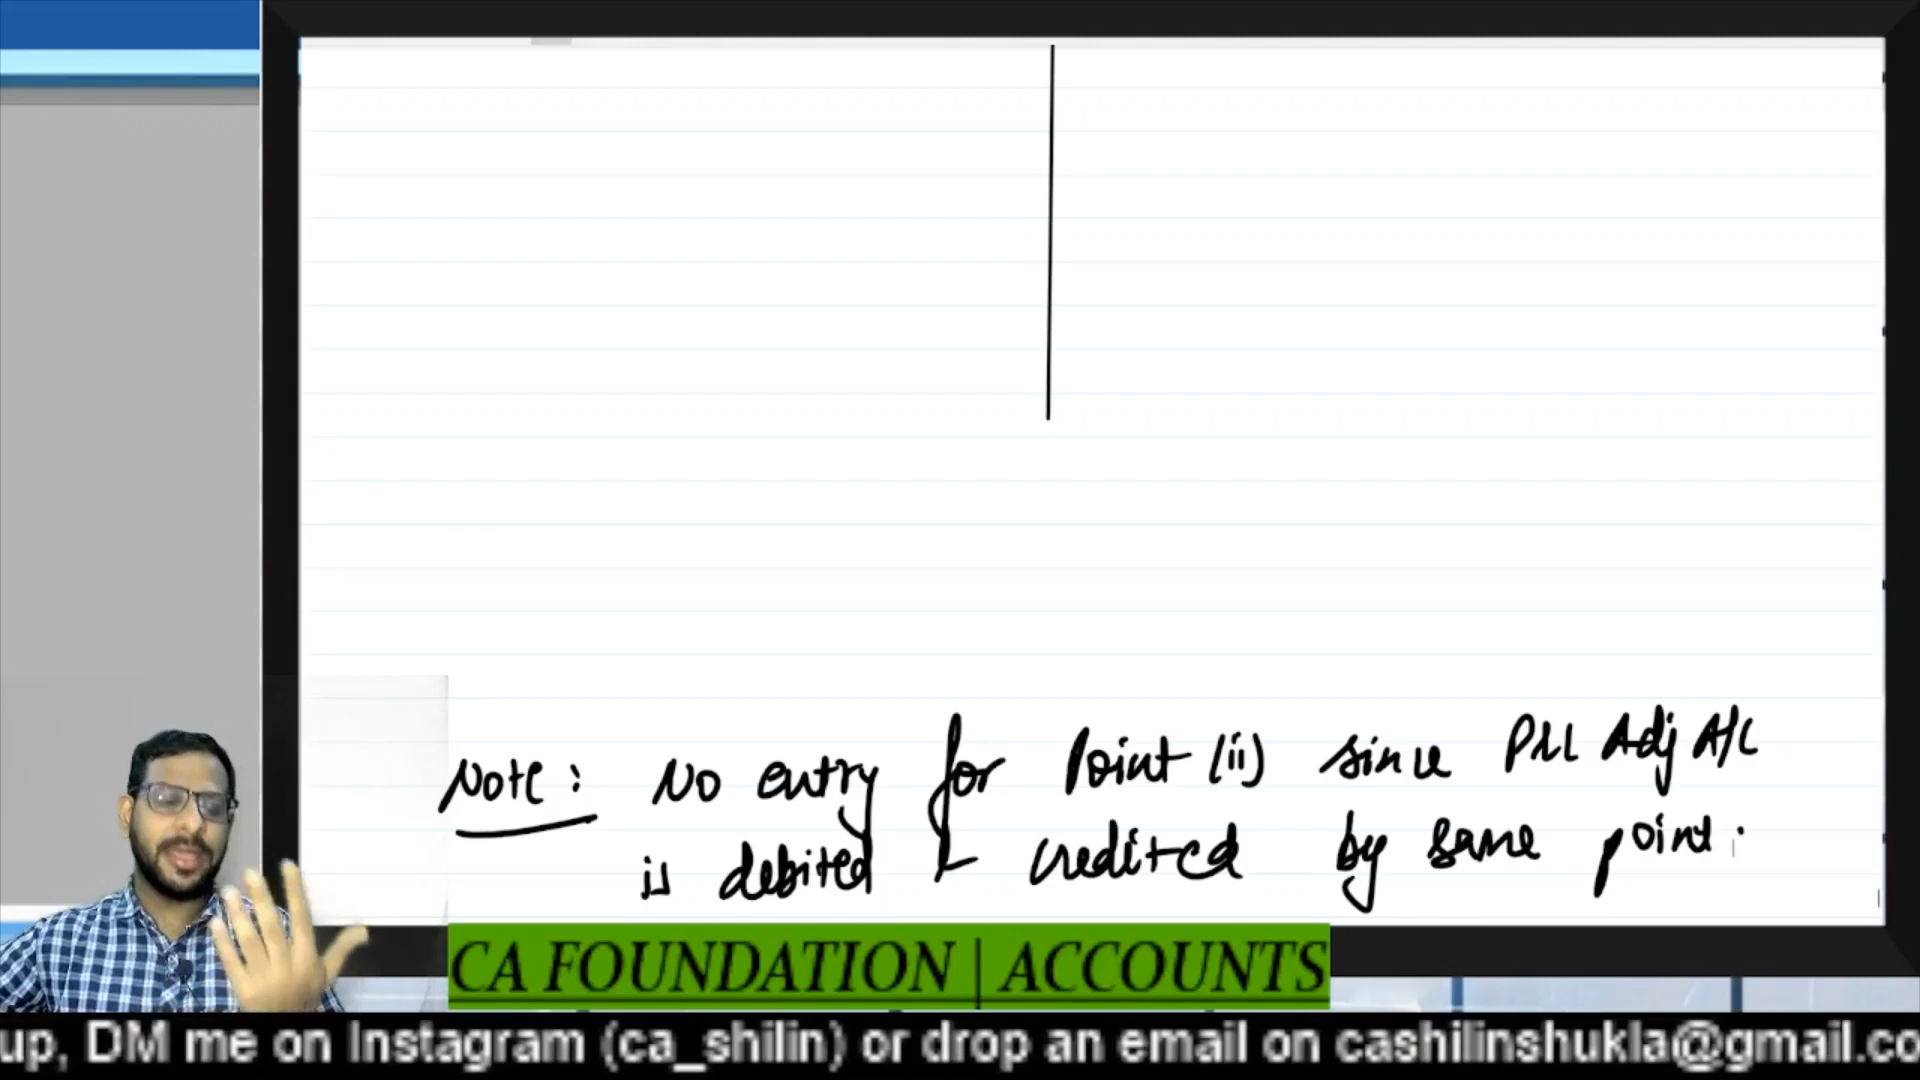 Note: No entry for Point (ii) since P&L Adj A/C
is debited & credited by same point.
CA FOUNDATION | ACCOUNTS
up, DM me on Instagram (ca_shilin) or drop an email on cashilinshukla@gmail.co